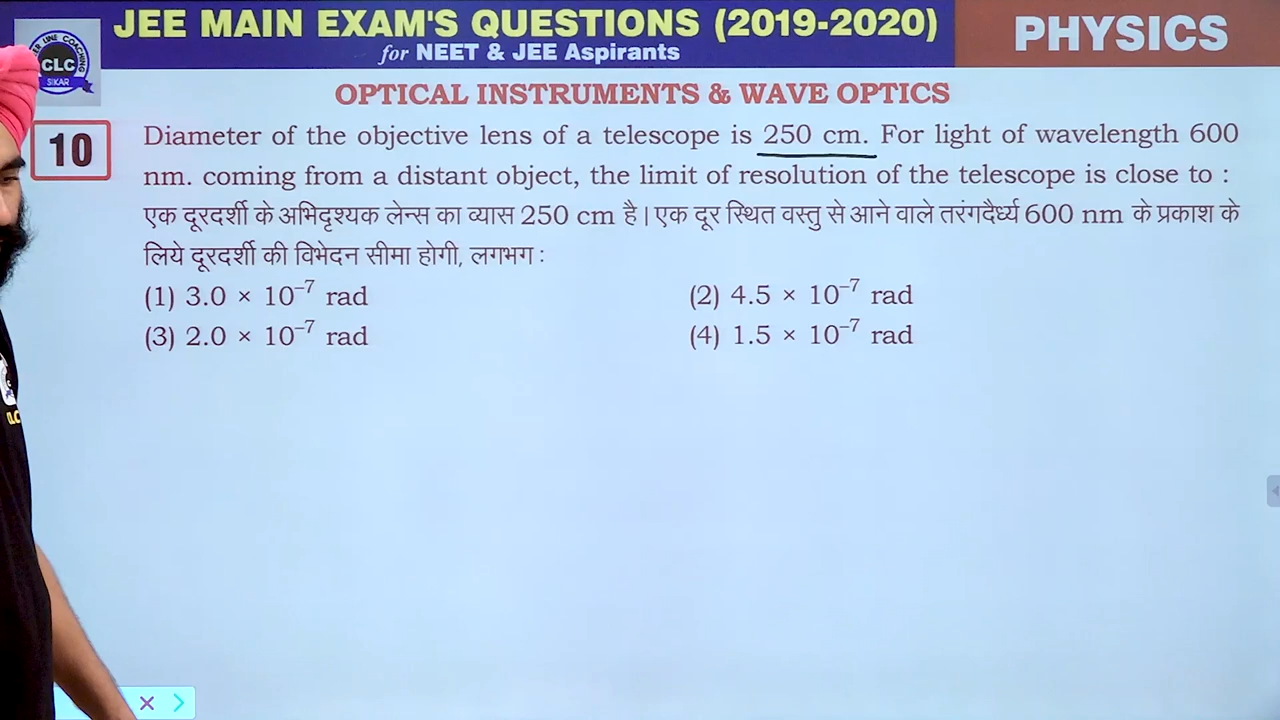 JEE MAIN EXAM'S QUESTIONS (2019-2020)
for NEET & JEE Aspirants
PHYSICS
CLC
SIKAR
OPTICAL INSTRUMENTS & WAVE OPTICS
10
Diameter of the objective lens of a telescope is 250 cm. For light of wavelength 600
nm. coming from a distant object, the limit of resolution of the telescope is close to :
एक दूरदर्शी के अभिदृश्यक लेन्स का व्यास 250 cm है। एक दूर स्थित वस्तु से आने वाले तरंगदैर्ध्य 600 nm के प्रकाश के
लिये दूरदर्शी की विभेदन सीमा होगी, लगभग :
(1) 3.0 × 10⁻⁷ rad
(2) 4.5 × 10⁻⁷ rad
(3) 2.0 × 10⁻⁷ rad
(4) 1.5 × 10⁻⁷ rad